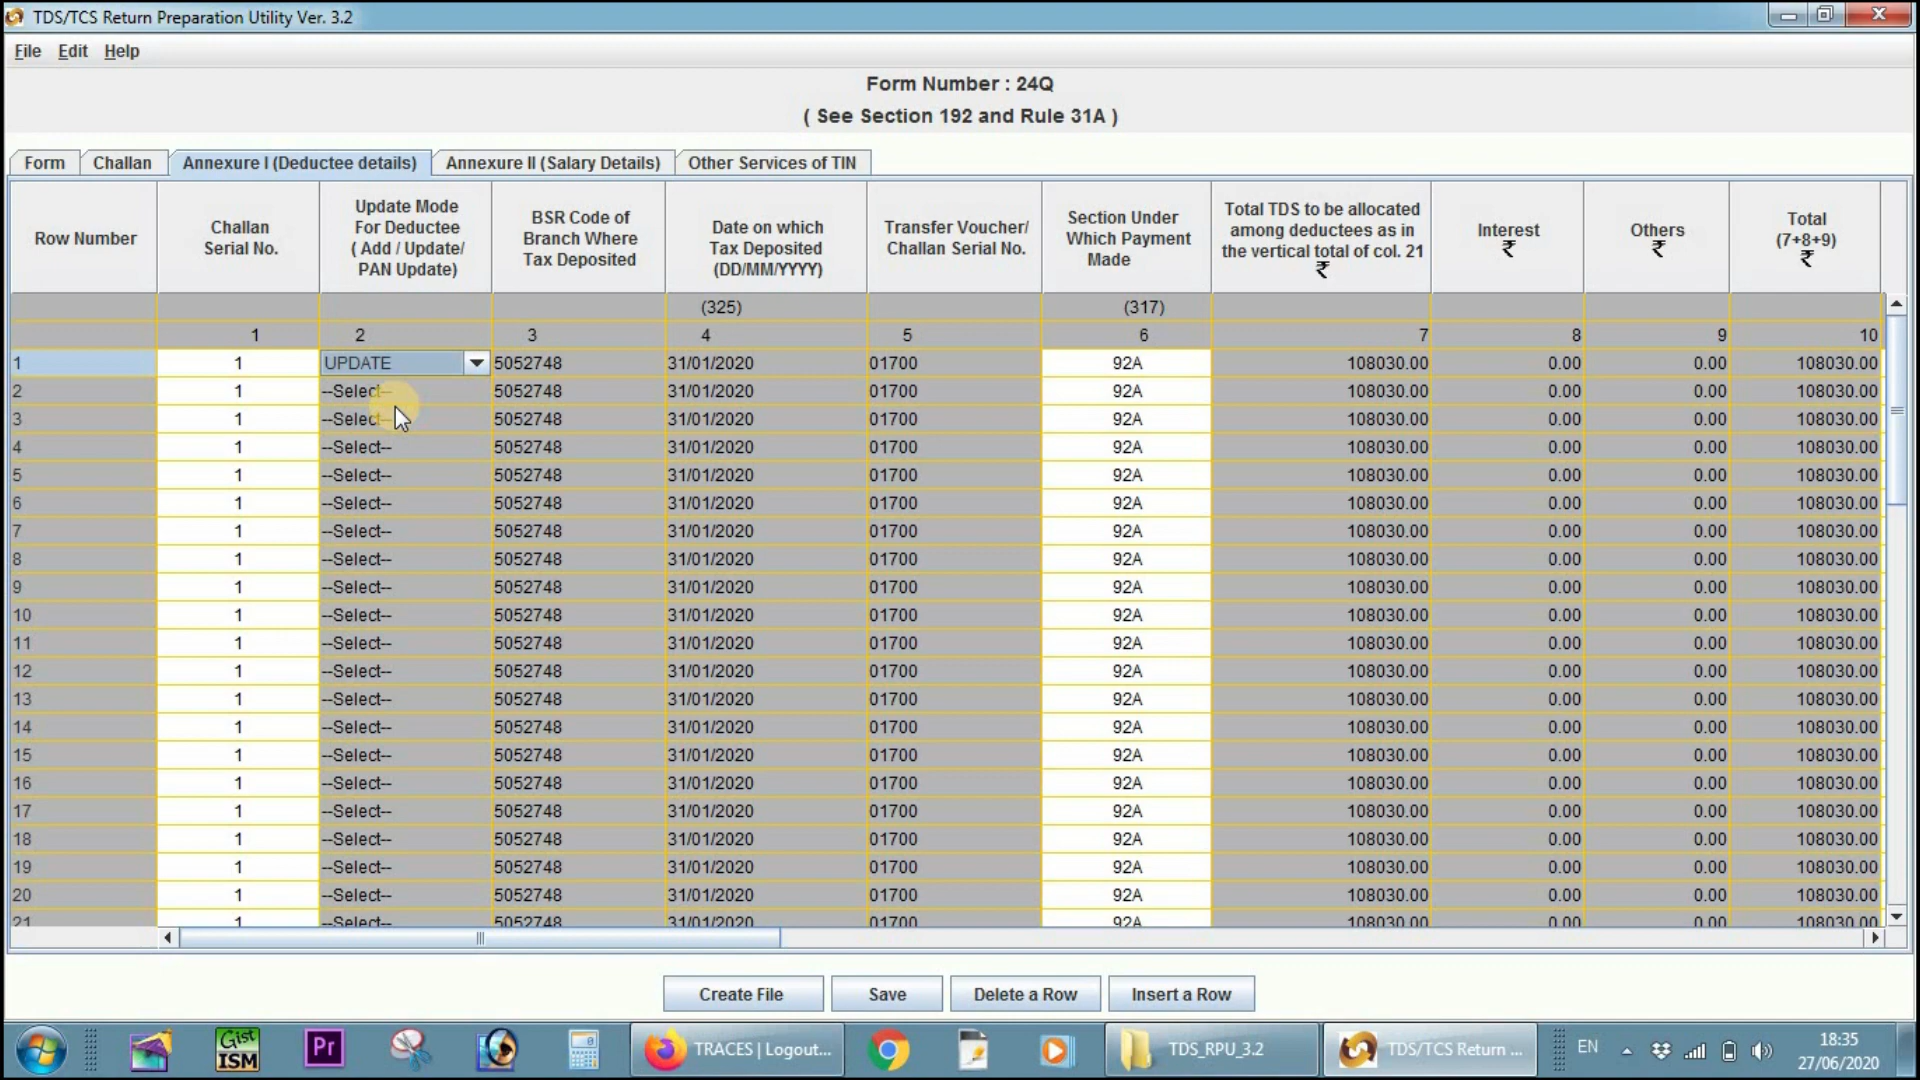 TDS/TCS Return Preparation Utility Ver. 3.2
File Edit Help
Form Number : 24Q
( See Section 192 and Rule 31A )
Form Challan Annexure I (Deductee details) Annexure II (Salary Details) Other Services of TIN
Row Number
Challan
Serial No.
Update Mode
For Deductee
( Add / Update/
PAN Update)
BSR Code of
Branch Where
Tax Deposited
Date on which
Tax Deposited
(DD/MM/YYYY)
Transfer Voucher/
Challan Serial No.
Section Under
Which Payment
Made
Total TDS to be allocated
among deductees as in
the vertical total of col. 21
₹
Interest
₹
Others
₹
Total
(7+8+9)
₹
(325) (317)
1 2 3 4 5 6 7 8 9 10
1 1 UPDATE 5052748 31/01/2020 01700 92A 108030.00 0.00 0.00 108030.00
2 1 --Select-- 5052748 31/01/2020 01700 92A 108030.00 0.00 0.00 108030.00
3 1 --Select-- 5052748 31/01/2020 01700 92A 108030.00 0.00 0.00 108030.00
4 1 --Select-- 5052748 31/01/2020 01700 92A 108030.00 0.00 0.00 108030.00
5 1 --Select-- 5052748 31/01/2020 01700 92A 108030.00 0.00 0.00 108030.00
6 1 --Select-- 5052748 31/01/2020 01700 92A 108030.00 0.00 0.00 108030.00
7 1 --Select-- 5052748 31/01/2020 01700 92A 108030.00 0.00 0.00 108030.00
8 1 --Select-- 5052748 31/01/2020 01700 92A 108030.00 0.00 0.00 108030.00
9 1 --Select-- 5052748 31/01/2020 01700 92A 108030.00 0.00 0.00 108030.00
10 1 --Select-- 5052748 31/01/2020 01700 92A 108030.00 0.00 0.00 108030.00
11 1 --Select-- 5052748 31/01/2020 01700 92A 108030.00 0.00 0.00 108030.00
12 1 --Select-- 5052748 31/01/2020 01700 92A 108030.00 0.00 0.00 108030.00
13 1 --Select-- 5052748 31/01/2020 01700 92A 108030.00 0.00 0.00 108030.00
14 1 --Select-- 5052748 31/01/2020 01700 92A 108030.00 0.00 0.00 108030.00
15 1 --Select-- 5052748 31/01/2020 01700 92A 108030.00 0.00 0.00 108030.00
16 1 --Select-- 5052748 31/01/2020 01700 92A 108030.00 0.00 0.00 108030.00
17 1 --Select-- 5052748 31/01/2020 01700 92A 108030.00 0.00 0.00 108030.00
18 1 --Select-- 5052748 31/01/2020 01700 92A 108030.00 0.00 0.00 108030.00
19 1 --Select-- 5052748 31/01/2020 01700 92A 108030.00 0.00 0.00 108030.00
20 1 --Select-- 5052748 31/01/2020 01700 92A 108030.00 0.00 0.00 108030.00
21 1 --Select-- 5052748 31/01/2020 01700 92A 108030.00 0.00 0.00 108030.00
Create File Save Delete a Row Insert a Row
Gist
ISM
Pr
TRACES | Logout...
TDS_RPU_3.2
TDS/TCS Return ...
EN
18:35
27/06/2020